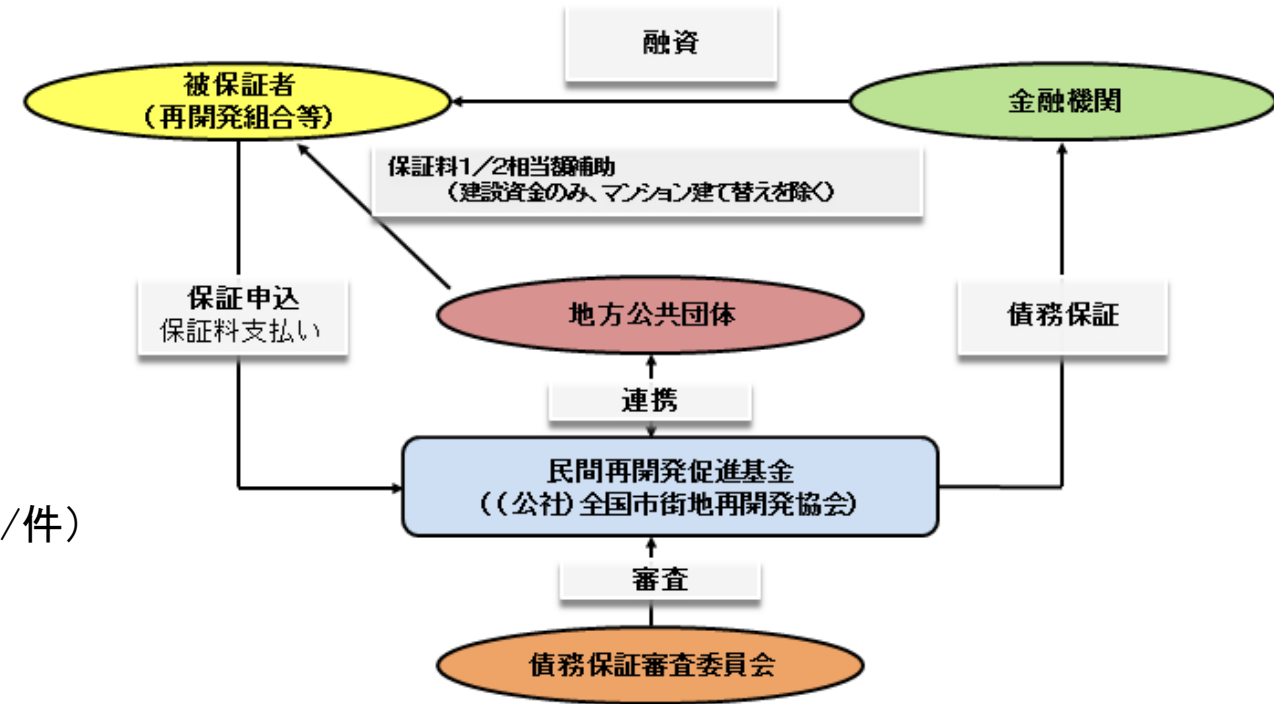 融資
被保証者
（再開発組合等）
金融機関
保証料1／2相当額補助
（建設資金のみ、マンション建て替えを除く）
保証申込
保証料支払い
地方公共団体
債務保証
連携
民間再開発促進基金
（（公社）全国市街地再開発協会）
/件）
審査
債務保証審査委員会